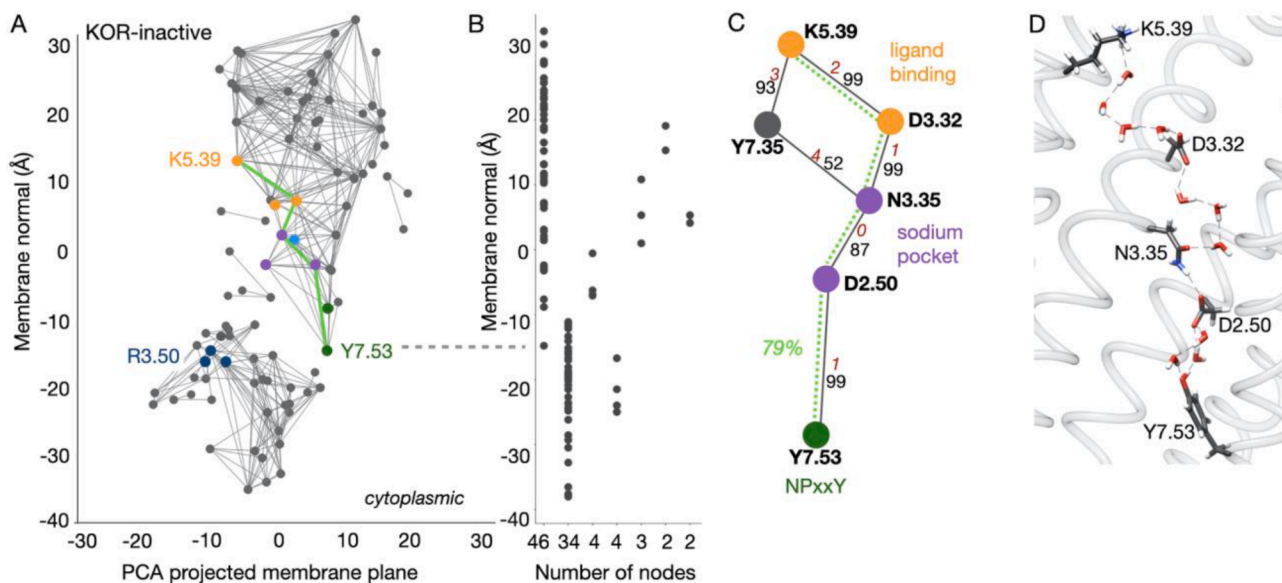 A
KOR-inactive
Membrane normal (Å)
30
20
10
0
-10
-20
-30
-40
K5.39
R3.50
Y7.53
cytoplasmic
-30
-20
-10
0
10
20
30
PCA projected membrane plane
B
Membrane normal (Å)
30
20
10
0
-10
-20
-30
-40
46 34 4 4 3 2 2
Number of nodes
C
K5.39
ligand
binding
3
93
2
99
D3.32
Y7.35
4
52
1
99
N3.35
sodium
pocket
0
87
D2.50
79%
1
99
Y7.53
NPxxY
D
K5.39
D3.32
N3.35
D2.50
Y7.53